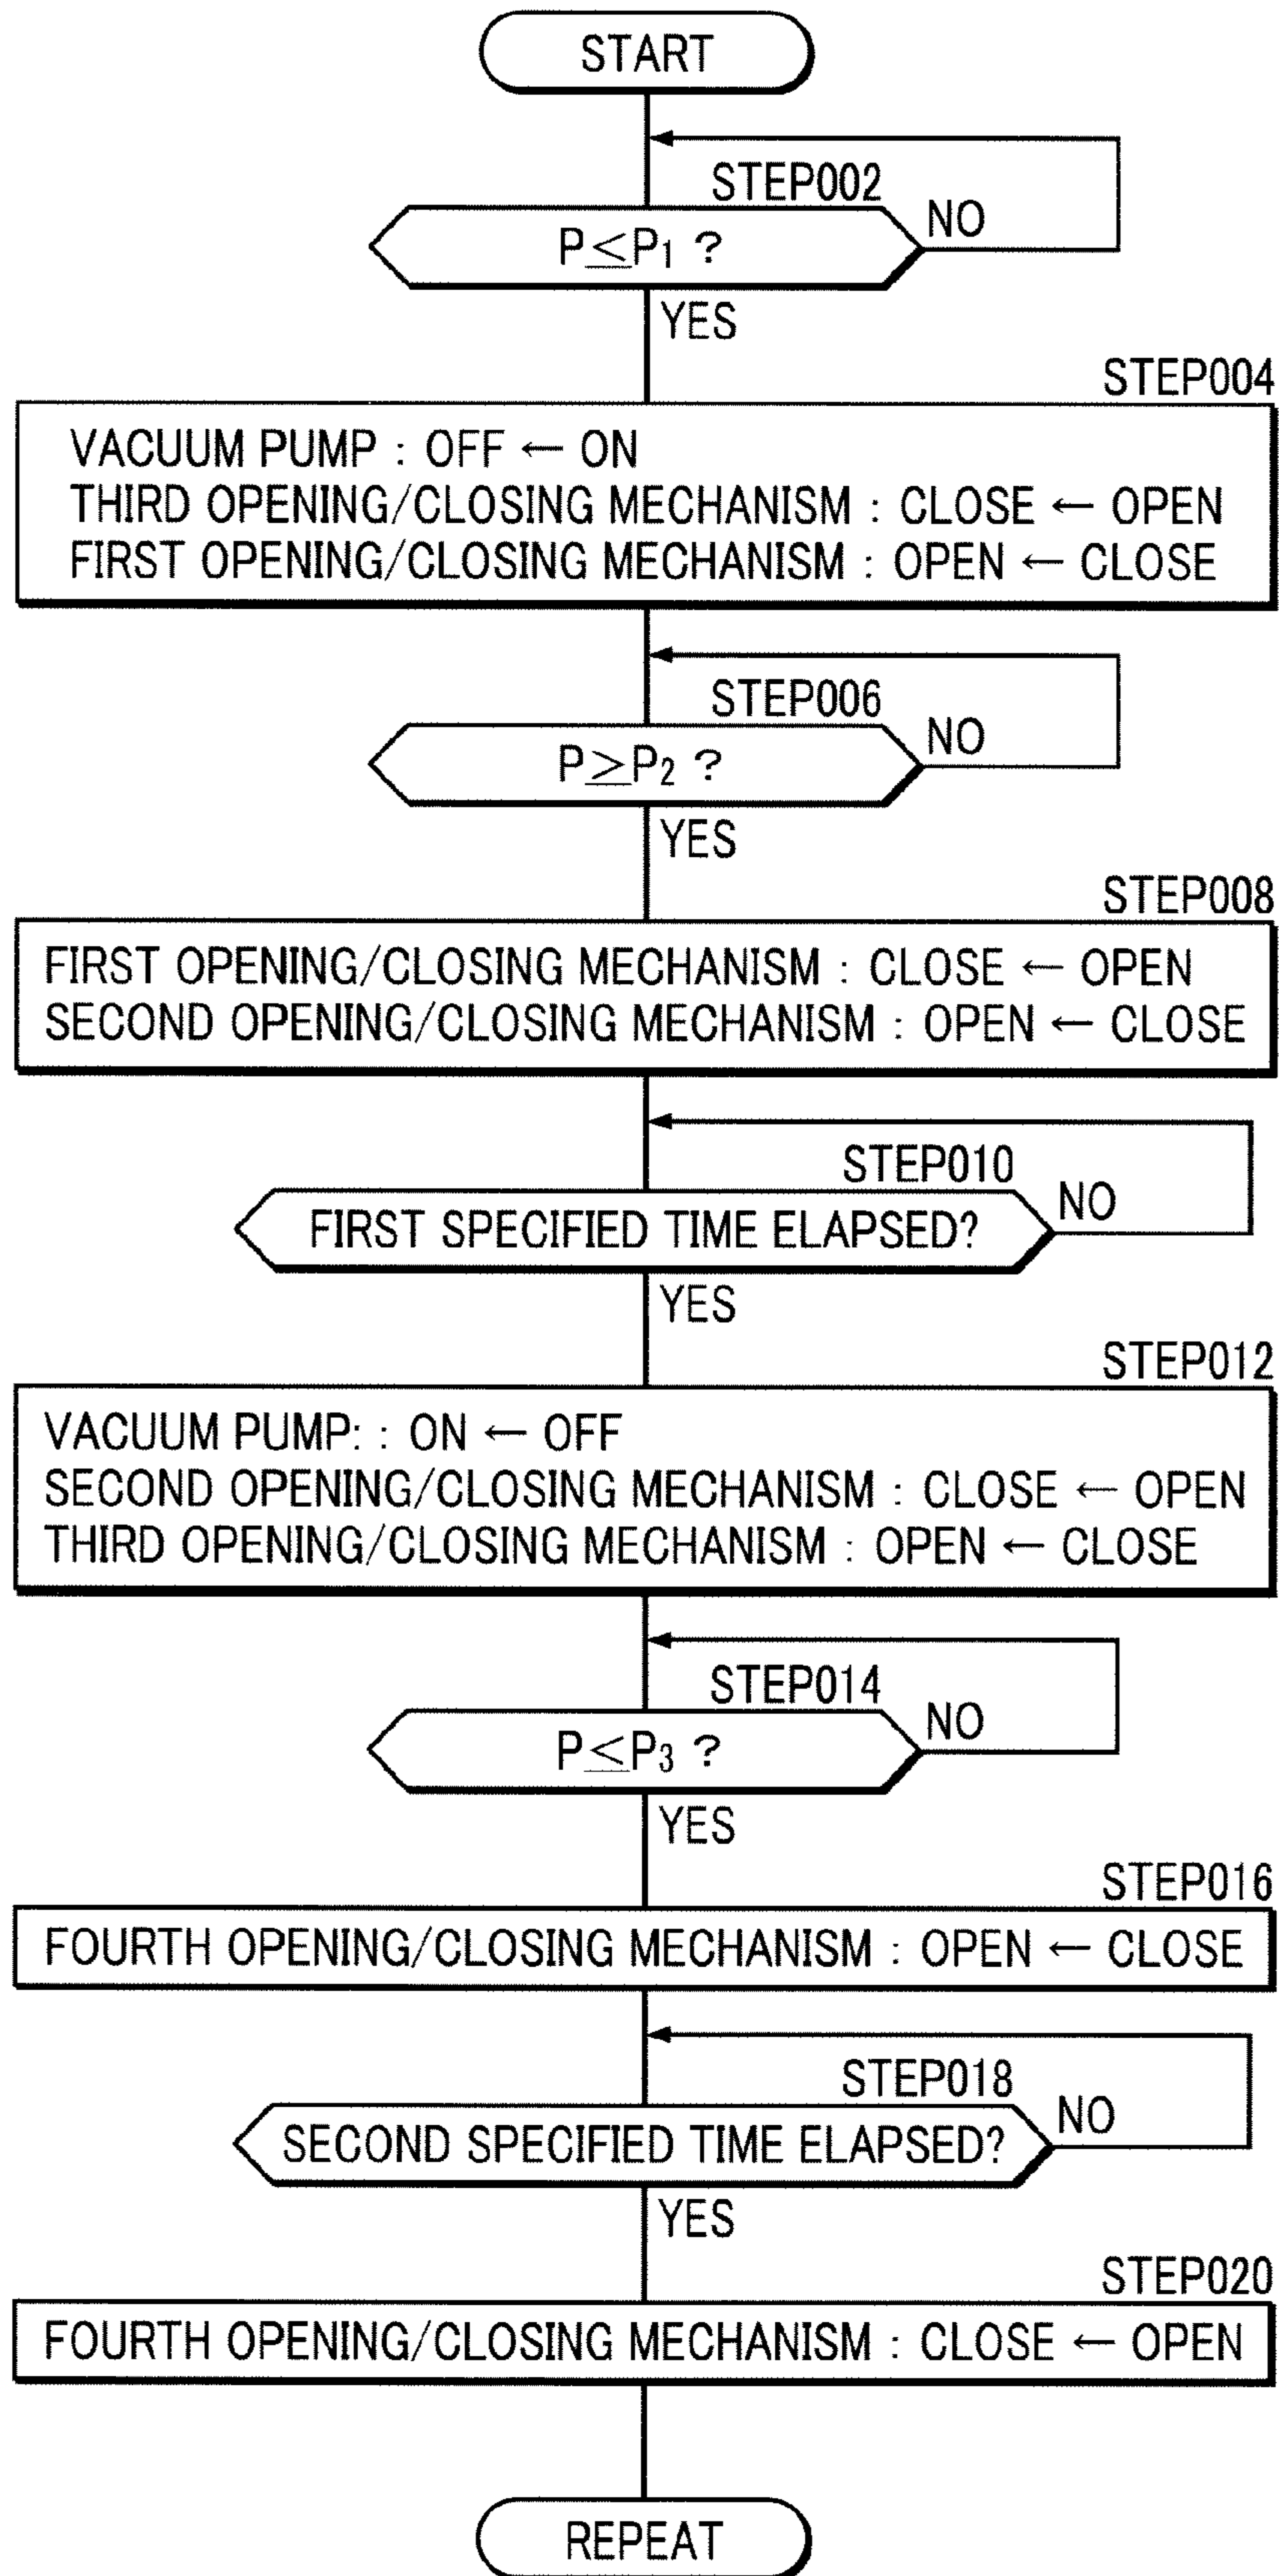 START
STEP002
P≤P1 ?
NO
YES
STEP004
VACUUM PUMP : OFF ← ON
THIRD OPENING/CLOSING MECHANISM : CLOSE ← OPEN
FIRST OPENING/CLOSING MECHANISM : OPEN ← CLOSE
STEP006
P≥P2 ?
NO
YES
STEP008
FIRST OPENING/CLOSING MECHANISM : CLOSE ← OPEN
SECOND OPENING/CLOSING MECHANISM : OPEN ← CLOSE
STEP010
FIRST SPECIFIED TIME ELAPSED?
NO
YES
STEP012
VACUUM PUMP: : ON ← OFF
SECOND OPENING/CLOSING MECHANISM : CLOSE ← OPEN
THIRD OPENING/CLOSING MECHANISM : OPEN ← CLOSE
STEP014
P≤P3 ?
NO
YES
STEP016
FOURTH OPENING/CLOSING MECHANISM : OPEN ← CLOSE
STEP018
SECOND SPECIFIED TIME ELAPSED?
NO
YES
STEP020
FOURTH OPENING/CLOSING MECHANISM : CLOSE ← OPEN
REPEAT